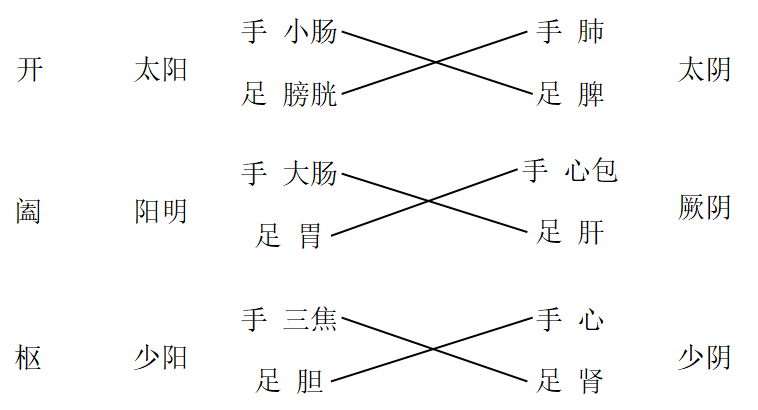 手 小肠 手 肺
开 太阳 太阴
足 膀胱 足 脾
手 大肠 手 心包
阖 阳明 厥阴
足 胃 足 肝
手 三焦 手 心
枢 少阳 少阴
足 胆 足 肾